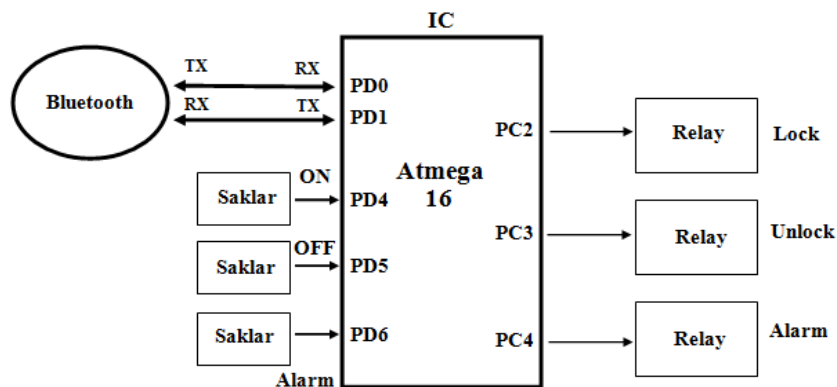 IC
TX RX
PD0
Bluetooth
RX TX
PD1
PC2
Relay
Lock
Atmega
16
ON
Saklar
PD4
PC3
Relay
Unlock
OFF
Saklar
PD5
Saklar
PD6
PC4
Relay
Alarm
Alarm